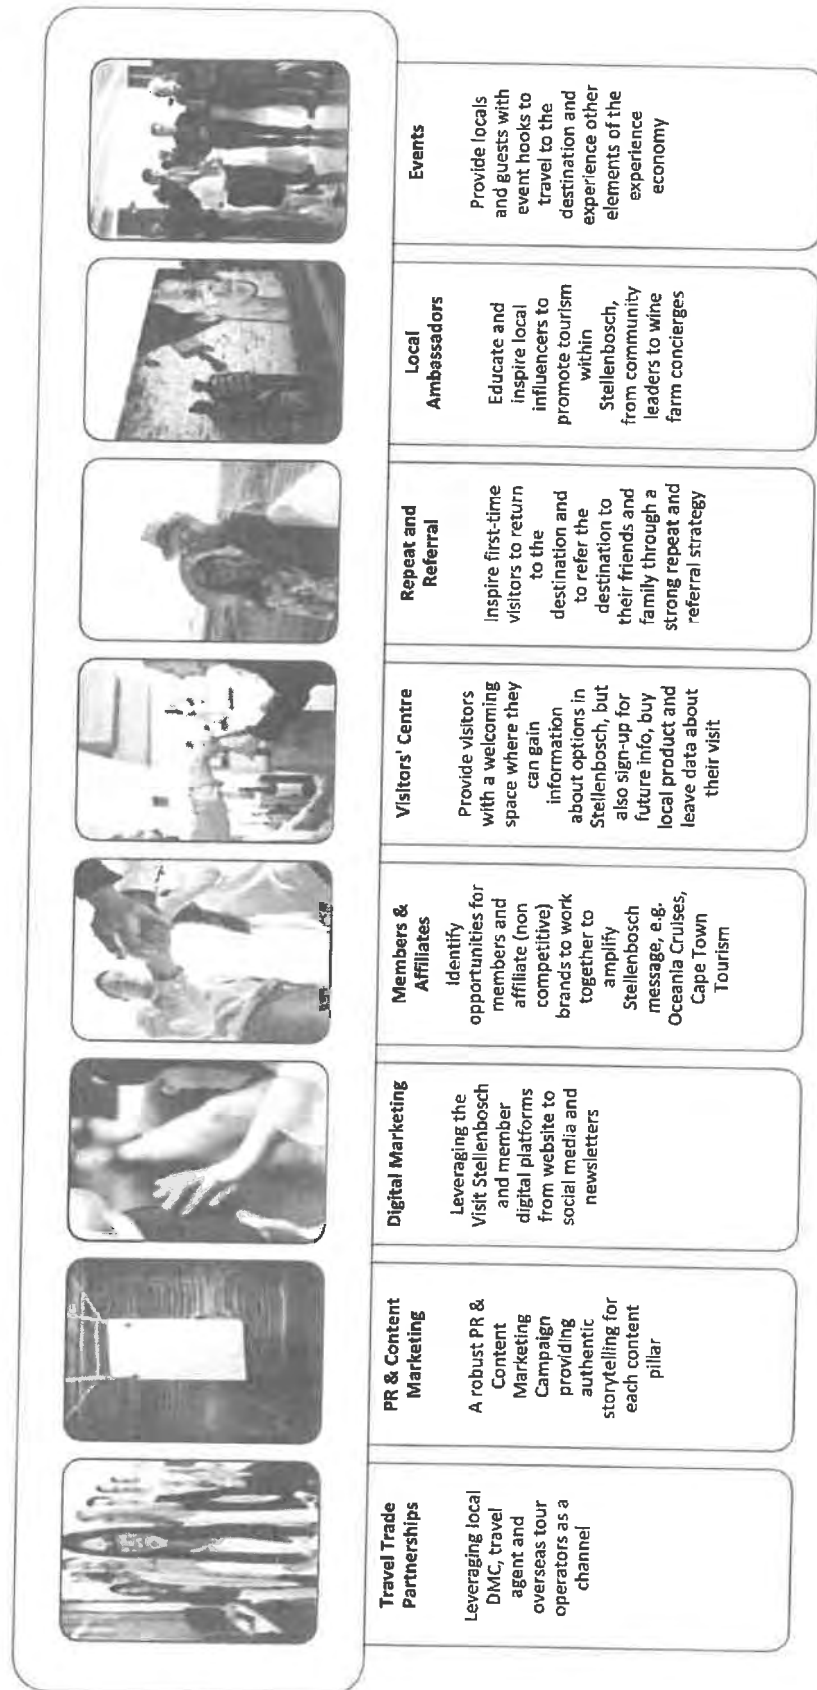 Travel Trade
Partnerships
Leveraging local
DMC, travel
agent and
overseas tour
operators as a
channel
PR & Content
Marketing
A robust PR &
Content
Marketing
Campaign
providing
authentic
storytelling for
each content
pillar
Digital Marketing
Leveraging the
Visit Stellenbosch
and member
digital platforms
from website to
social media and
newsletters
Members &
Affiliates
Identify
opportunities for
members and
affiliate (non
competitive)
brands to work
together to
amplify
Stellenbosch
message, e.g.
Oceania Cruises,
Cape Town
Tourism
Visitors' Centre
Provide visitors
with a welcoming
space where they
can gain
information
about options in
Stellenbosch, but
also sign-up for
future info, buy
local product and
leave data about
their visit
Repeat and
Referral
Inspire first-time
visitors to return
to the
destination and
to refer the
destination to
their friends and
family through a
strong repeat and
referral strategy
Local
Ambassadors
Educate and
inspire local
influencers to
promote tourism
within
Stellenbosch,
from community
leaders to wine
farm concierges
Events
Provide locals
and guests with
event hooks to
travel to the
destination and
experience other
elements of the
experience
economy